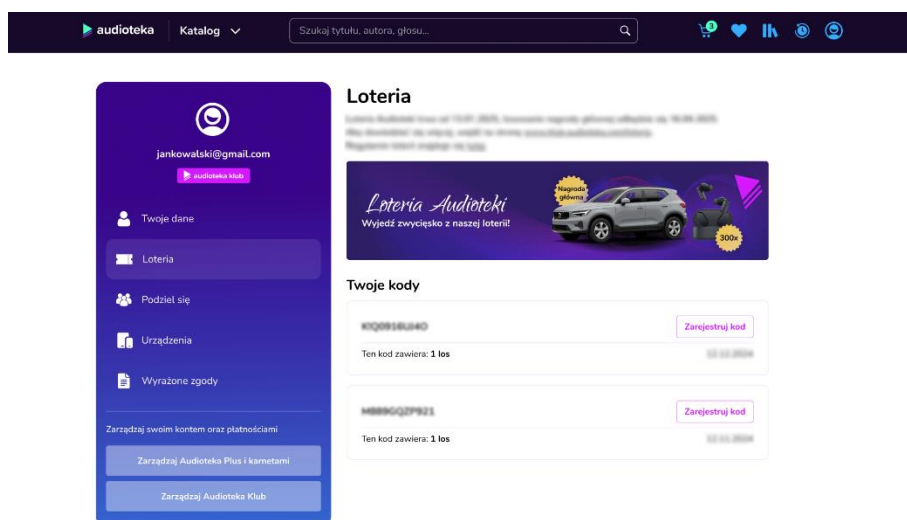 audioteka
Katalog
Szukaj tytułu, autora, głosu...
3
jankowalski@gmail.com
audioteka klub
Twoje dane
Loteria
Podziel się
Urządzenia
Wyrażone zgody
Zarządzaj swoim kontem oraz płatnościami
Zarządzaj Audioteka Plus i karnetami
Zarządzaj Audioteka Klub
Loteria
Loteria Audioteki
Wyjedź zwycięsko z naszej loterii!
Nagroda
główna
300x
Twoje kody
Zarejestruj kod
Ten kod zawiera: 1 los
Zarejestruj kod
Ten kod zawiera: 1 los